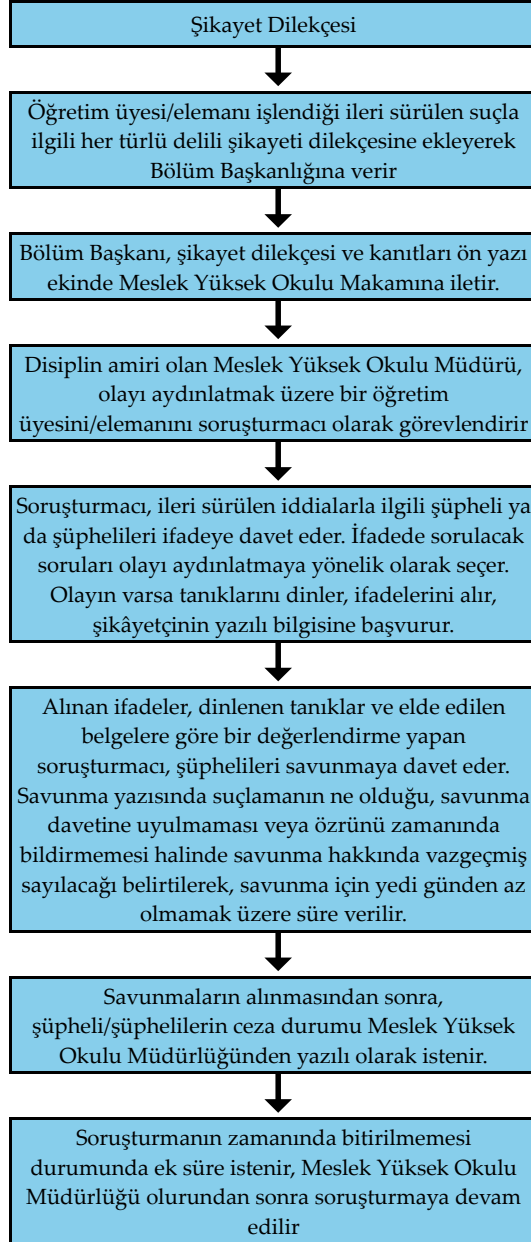 Şikayet Dilekçesi
Öğretim üyesi/elemanı işlendiği ileri sürülen suçla
ilgili her türlü delili şikayeti dilekçesine ekleyerek
Bölüm Başkanlığına verir
Bölüm Başkanı, şikayet dilekçesi ve kanıtları ön yazı
ekinde Meslek Yüksek Okulu Makamına iletir.
Disiplin amiri olan Meslek Yüksek Okulu Müdürü,
olayı aydınlatmak üzere bir öğretim
üyesini/elemanını soruşturmacı olarak görevlendirir
Soruşturmacı, ileri sürülen iddialarla ilgili şüpheli ya
da şüphelileri ifadeye davet eder. İfadede sorulacak
soruları olayı aydınlatmaya yönelik olarak seçer.
Olayın varsa tanıklarını dinler, ifadelerini alır,
şikâyetçinin yazılı bilgisine başvurur.
Alınan ifadeler, dinlenen tanıklar ve elde edilen
belgelere göre bir değerlendirme yapan
soruşturmacı, şüphelileri savunmaya davet eder.
Savunma yazısında suçlamanın ne olduğu, savunma
davetine uyulmaması veya özrünü zamanında
bildirmemesi halinde savunma hakkında vazgeçmiş
sayılacağı belirtilerek, savunma için yedi günden az
olmamak üzere süre verilir.
Savunmaların alınmasından sonra,
şüpheli/şüphelilerin ceza durumu Meslek Yüksek
Okulu Müdürlüğünden yazılı olarak istenir.
Soruşturmanın zamanında bitirilmemesi
durumunda ek süre istenir, Meslek Yüksek Okulu
Müdürlüğü olurundan sonra soruşturmaya devam
edilir